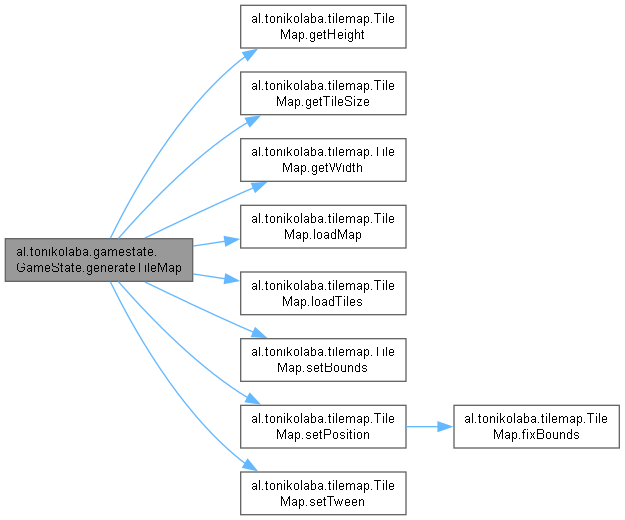 al.tonikolaba.tilemap.Tile
Map.getHeight
al.tonikolaba.tilemap.Tile
Map.getTileSize
al.tonikolaba.tilemap.Tile
Map.getWidth
al.tonikolaba.tilemap.Tile
Map.loadMap
al.tonikolaba.gamestate.
GameState.generateTileMap
al.tonikolaba.tilemap.Tile
Map.loadTiles
al.tonikolaba.tilemap.Tile
Map.setBounds
al.tonikolaba.tilemap.Tile
Map.setPosition
al.tonikolaba.tilemap.Tile
Map.fixBounds
al.tonikolaba.tilemap.Tile
Map.setTween